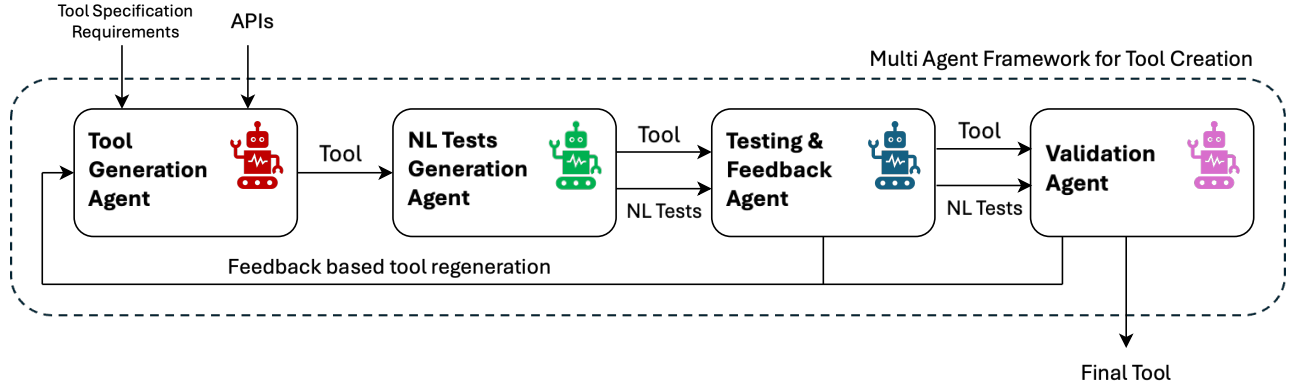 Tool Specification
Requirements
APIs
Multi Agent Framework for Tool Creation
Tool
Generation
Agent
Tool
NL Tests
Generation
Agent
Tool
NL Tests
Testing &
Feedback
Agent
Tool
NL Tests
Validation
Agent
Feedback based tool regeneration
Final Tool